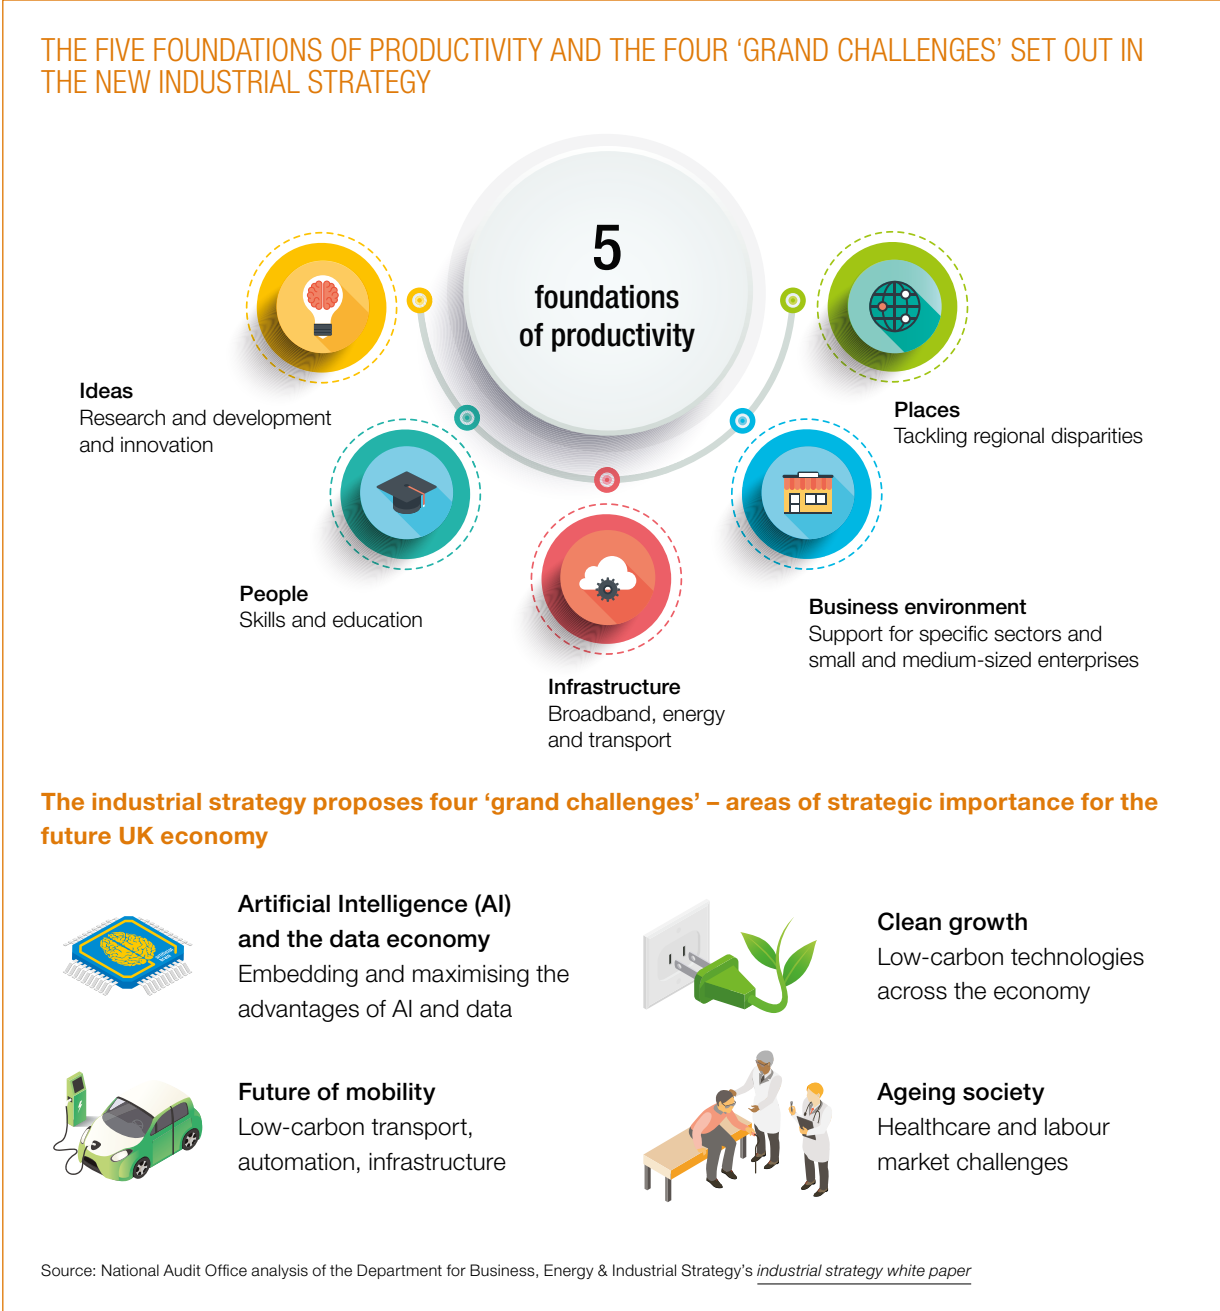 THE FIVE FOUNDATIONS OF PRODUCTIVITY AND THE FOUR ‘GRAND CHALLENGES’ SET OUT IN
THE NEW INDUSTRIAL STRATEGY
5
foundations
of productivity
Ideas
Research and development
and innovation
People
Skills and education
Infrastructure
Broadband, energy
and transport
Business environment
Support for specific sectors and
small and medium-sized enterprises
Places
Tackling regional disparities
The industrial strategy proposes four ‘grand challenges’ – areas of strategic importance for the
future UK economy
Artificial Intelligence (AI)
and the data economy
Embedding and maximising the
advantages of AI and data
Clean growth
Low-carbon technologies
across the economy
Future of mobility
Low-carbon transport,
automation, infrastructure
Ageing society
Healthcare and labour
market challenges
Source: National Audit Office analysis of the Department for Business, Energy & Industrial Strategy’s industrial strategy white paper